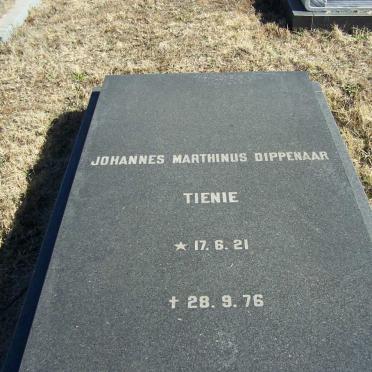 JOHANNES MARTHINUS DIPPENAAR
TIENIE
★ 17. 6. 21
✝ 28. 9. 76